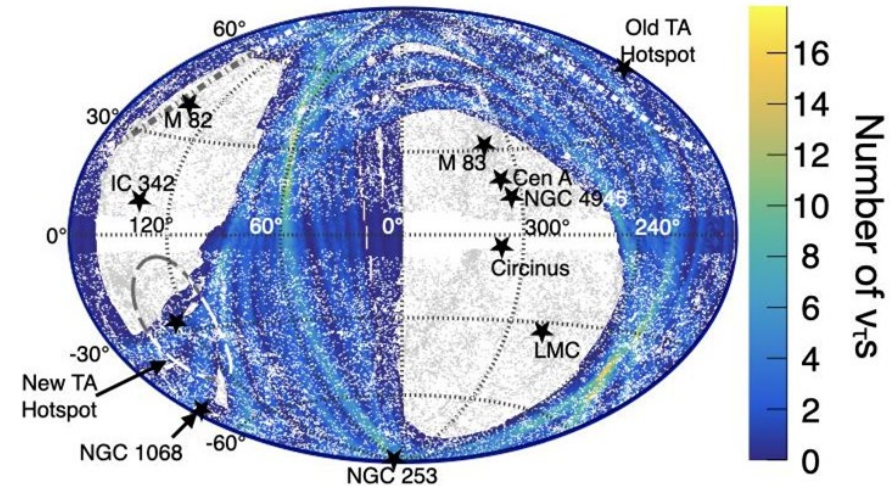 60°
Old TA
Hotspot
30°
M 82
M 83
IC 342
Cen A
NGC 4945
0°
120°
60°
0°
300°
240°
Circinus
-30°
LMC
New TA
Hotspot
NGC 1068
-60°
NGC 253
16
14
12
10
8
6
4
2
0
Number of ντs